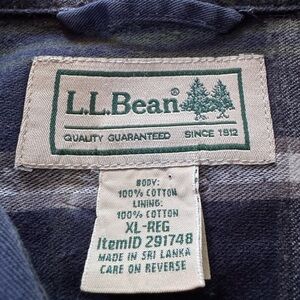 L.L.Bean®
QUALITY GUARANTEED SINCE 1912
BODY:
100% COTTON
LINING:
100% COTTON
XL-REG
ItemID 291748
MADE IN SRI LANKA
CARE ON REVERSE